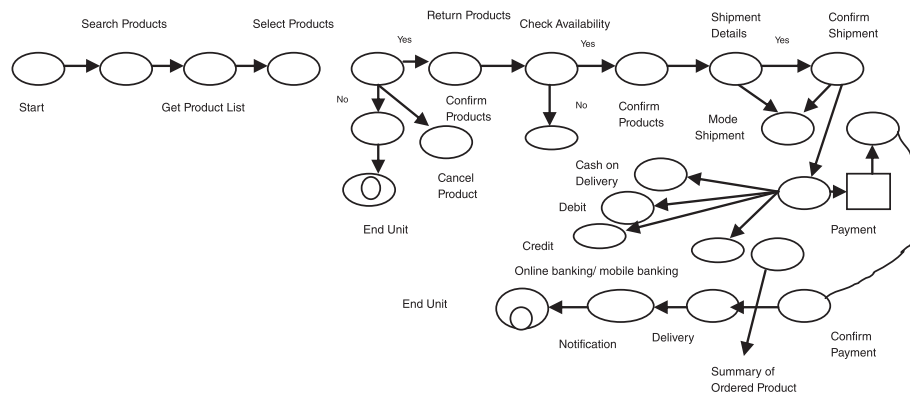 Search Products
Select Products
Return Products
Check Availability
Shipment
Details
Confirm
Shipment
Yes
Yes
Yes
Start
Get Product List
No
Confirm
Products
No
Confirm
Products
Mode
Shipment
Cancel
Product
Cash on
Delivery
Debit
End Unit
Payment
Credit
Online banking/ mobile banking
End Unit
Notification
Delivery
Confirm
Payment
Summary of
Ordered Product